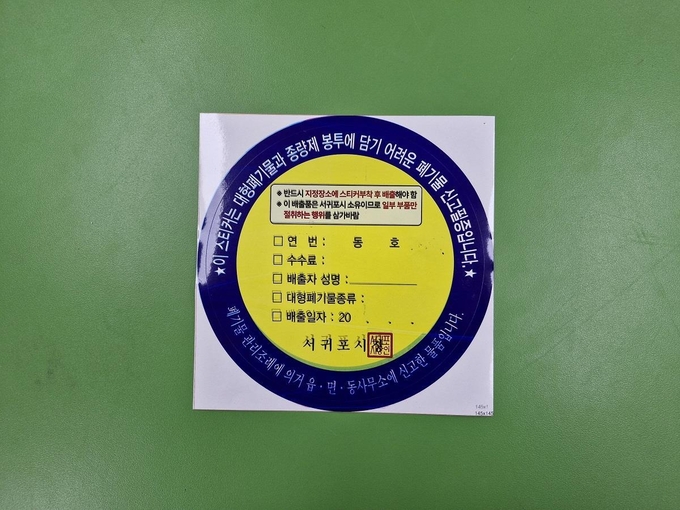 ★이 스티커는 대형폐기물과 종량제 봉투에 담기 어려운 폐기물 신고필증입니다.★
※ 반드시 지정장소에 스티커부착 후 배출해야 함
※ 이 배출품은 서귀포시 소유이므로 일부 부품만
절취하는 행위를 삼가바람
□ 연 번 : 동 호
□ 수수료 :
□ 배출자 성명 :
□ 대형폐기물종류 :
□ 배출일자 : 20 . . .
서귀포시장
폐기물 관리조례에 의거 읍·면·동사무소에 신고한 물품입니다.
145x145